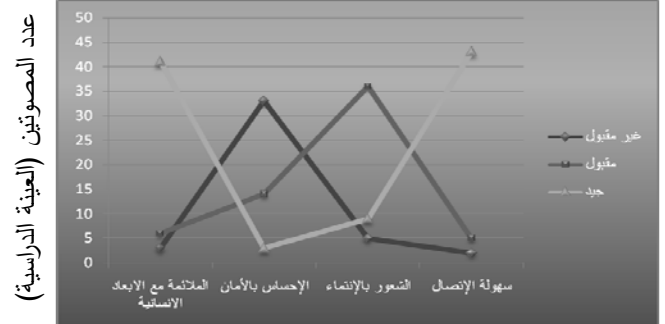 عدد المصوتين (العينة الدراسية)
50
45
40
35
30
25
20
15
10
5
0
الملائمة مع الابعاد
الانسانية
الإحساس بالأمان
الشعور بالإنتماء
سهولة الإتصال
غير مقبول
مقبول
جيد